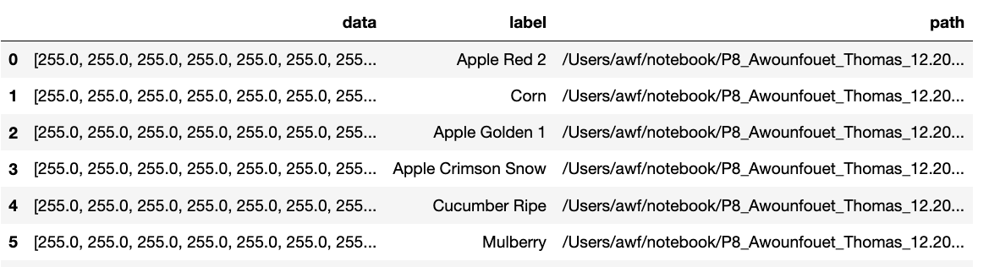 data label path
0 [255.0, 255.0, 255.0, 255.0, 255.0, 255.0, 255... Apple Red 2 /Users/awf/notebook/P8_Awounfouet_Thomas_12.20...
1 [255.0, 255.0, 255.0, 255.0, 255.0, 255.0, 255... Corn /Users/awf/notebook/P8_Awounfouet_Thomas_12.20...
2 [255.0, 255.0, 255.0, 255.0, 255.0, 255.0, 255... Apple Golden 1 /Users/awf/notebook/P8_Awounfouet_Thomas_12.20...
3 [255.0, 255.0, 255.0, 255.0, 255.0, 255.0, 255... Apple Crimson Snow /Users/awf/notebook/P8_Awounfouet_Thomas_12.20...
4 [255.0, 255.0, 255.0, 255.0, 255.0, 255.0, 255... Cucumber Ripe /Users/awf/notebook/P8_Awounfouet_Thomas_12.20...
5 [255.0, 255.0, 255.0, 255.0, 255.0, 255.0, 255... Mulberry /Users/awf/notebook/P8_Awounfouet_Thomas_12.20...